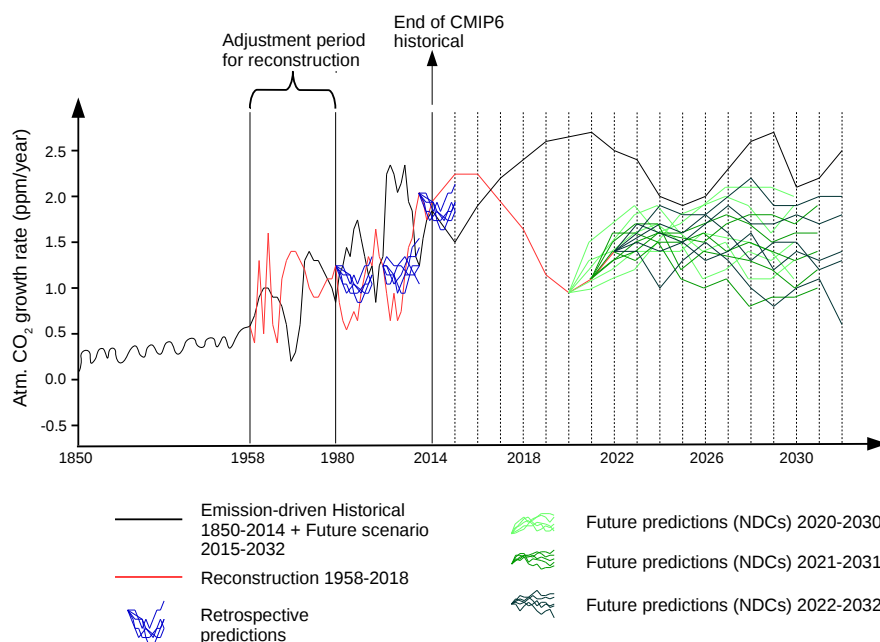 End of CMIP6
historical
Adjustment period
for reconstruction
Atm. CO2 growth rate (ppm/year)
2.5
2.0
1.5
1.0
0.5
0.0
-0.5
1850
1958
1980
2014
2018
2022
2026
2030
Emission-driven Historical
1850-2014 + Future scenario
2015-2032
Reconstruction 1958-2018
Retrospective
predictions
Future predictions (NDCs) 2020-2030
Future predictions (NDCs) 2021-2031
Future predictions (NDCs) 2022-2032